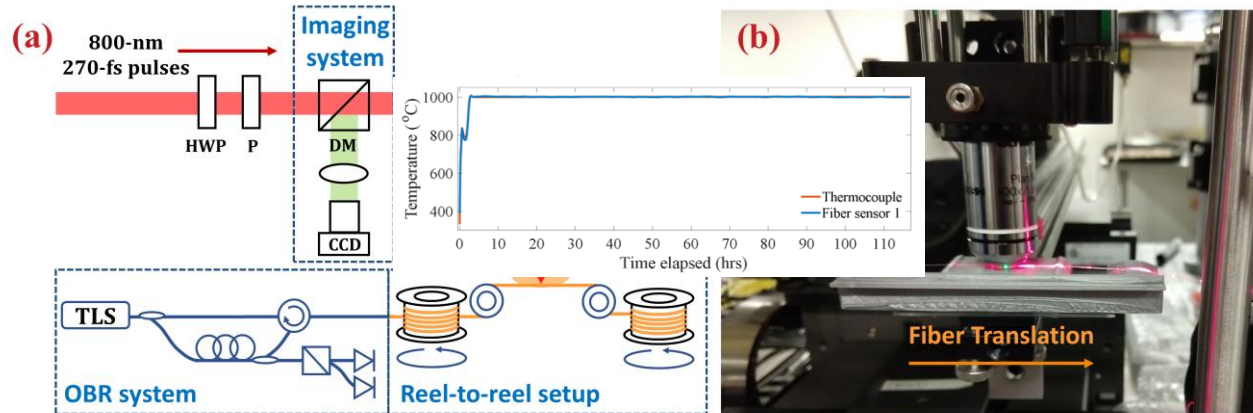 (a)
800-nm
270-fs pulses
Imaging
system
HWP
P
DM
CCD
Temperature (°C)
1000
800
600
400
Thermocouple
Fiber sensor 1
0 10 20 30 40 50 60 70 80 90 100 110
Time elapsed (hrs)
TLS
OBR system
Reel-to-reel setup
(b)
Plan
Fiber Translation